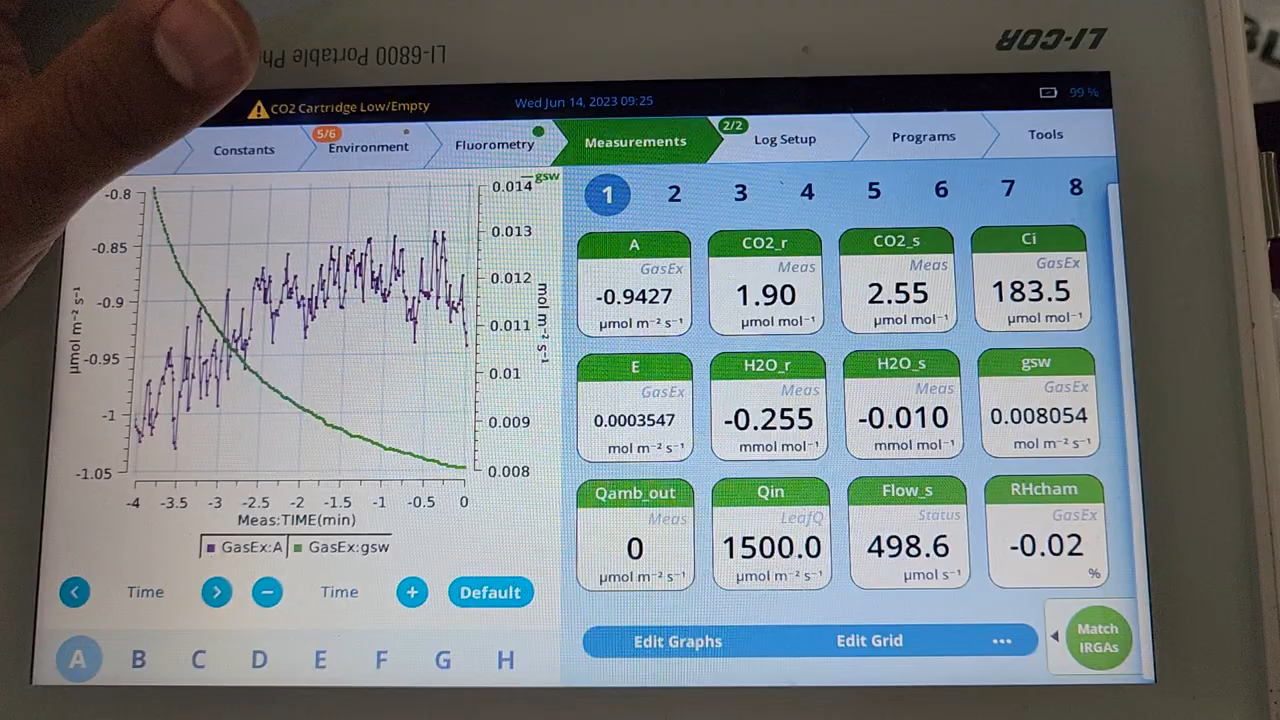 LI-6800 Portable Ph
LI-COR
CO2 Cartridge Low/Empty
Wed Jun 14, 2023 09:25
99 %
Constants
5/6
Environment
Fluorometry
Measurements
2/2
Log Setup
Programs
Tools
-0.8
-0.85
-0.9
-0.95
-1
-1.05
μmol m⁻² s⁻¹
gsw
0.014
0.013
0.012
0.011
0.01
0.009
0.008
mol m⁻² s⁻¹
-4 -3.5 -3 -2.5 -2 -1.5 -1 -0.5 0
Meas:TIME(min)
GasEx:A GasEx:gsw
Time
Time
Default
A B C D E F G H
1 2 3 4 5 6 7 8
A
GasEx
-0.9427
μmol m⁻² s⁻¹
CO2_r
Meas
1.90
μmol mol⁻¹
CO2_s
Meas
2.55
μmol mol⁻¹
Ci
GasEx
183.5
μmol mol⁻¹
E
GasEx
0.0003547
mol m⁻² s⁻¹
H2O_r
Meas
-0.255
mmol mol⁻¹
H2O_s
Meas
-0.010
mmol mol⁻¹
gsw
GasEx
0.008054
mol m⁻² s⁻¹
Qamb_out
Meas
0
μmol m⁻² s⁻¹
Qin
LeafQ
1500.0
μmol m⁻² s⁻¹
Flow_s
Status
498.6
μmol s⁻¹
RHcham
GasEx
-0.02
%
Edit Graphs
Edit Grid
Match
IRGAs